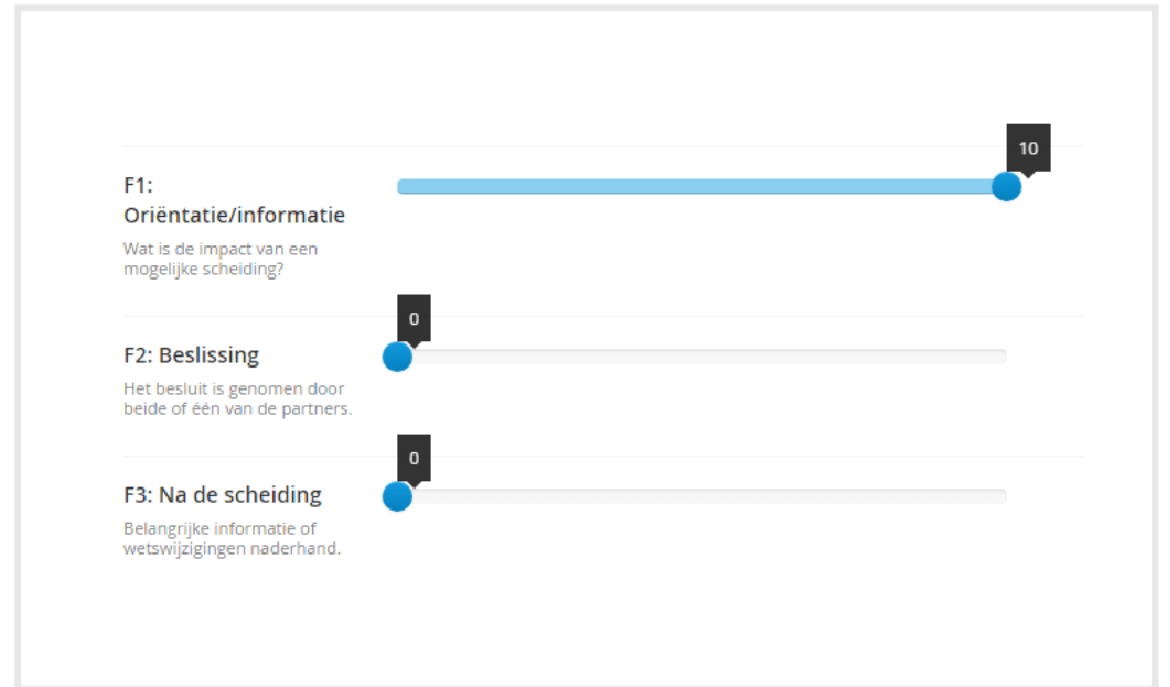 10
F1:
Oriëntatie/informatie
Wat is de impact van een
mogelijke scheiding?
0
F2: Beslissing
Het besluit is genomen door
beide of één van de partners.
0
F3: Na de scheiding
Belangrijke informatie of
wetswijzigingen naderhand.